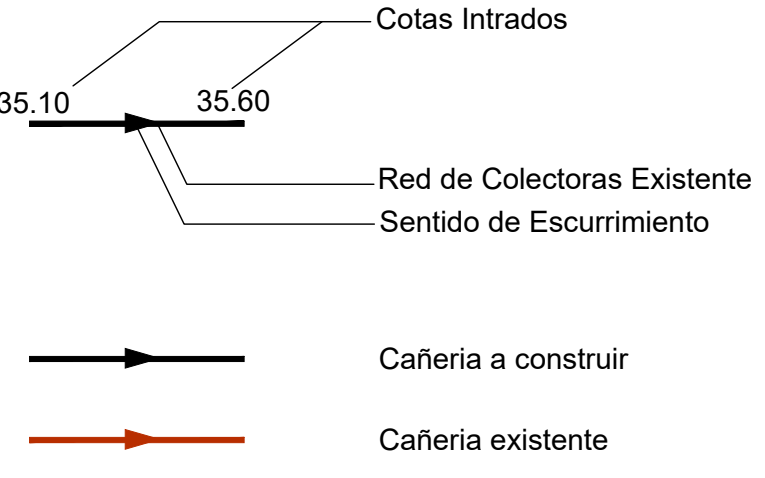 Cotas Intrados
35.10 35.60
Red de Colectoras Existente
Sentido de Escurrimiento
Cañeria a construir
Cañeria existente